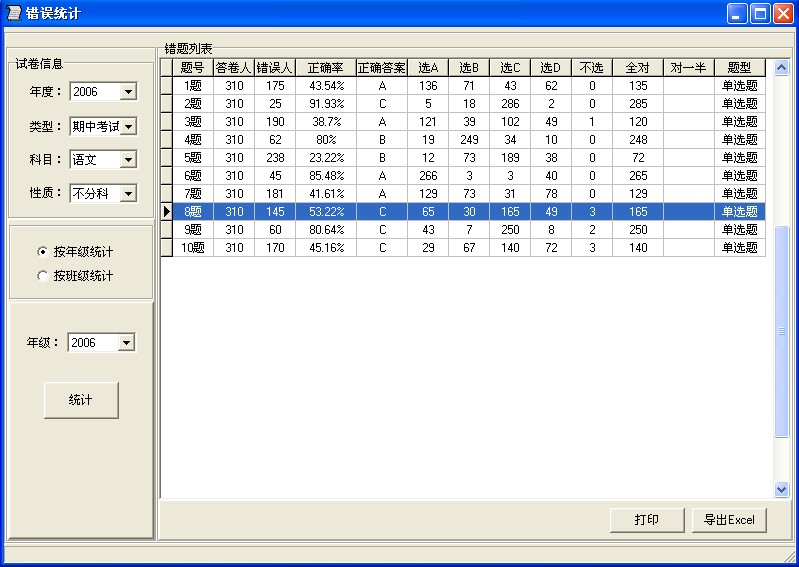 错误统计
试卷信息
年度： 2006
类型： 期中考试
科目： 语文
性质： 不分科
按年级统计
按班级统计
年级： 2006
统计
错题列表
题号 答卷人 错误人 正确率 正确答案 选A 选B 选C 选D 不选 全对 对一半 题型
1题 310 175 43.54% A 136 71 43 62 0 135 单选题
2题 310 25 91.93% C 5 18 286 2 0 285 单选题
3题 310 190 38.7% A 121 39 102 49 1 120 单选题
4题 310 62 80% B 19 249 34 10 0 248 单选题
5题 310 238 23.22% B 12 73 189 38 0 72 单选题
6题 310 45 85.48% A 266 3 3 40 0 265 单选题
7题 310 181 41.61% A 129 73 31 78 0 129 单选题
8题 310 145 53.22% C 65 30 165 49 3 165 单选题
9题 310 60 80.64% C 43 7 250 8 2 250 单选题
10题 310 170 45.16% C 29 67 140 72 3 140 单选题
打印 导出Excel